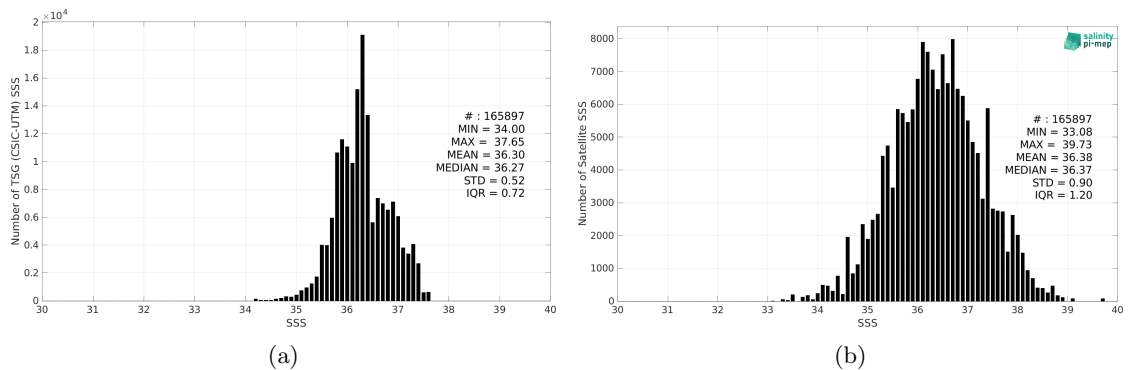 2
×10⁴
1.8
1.6
1.4
1.2
1
0.8
0.6
0.4
0.2
0
Number of TSG (CSIC-UTM) SSS
# : 165897
MIN = 34.00
MAX = 37.65
MEAN = 36.30
MEDIAN = 36.27
STD = 0.52
IQR = 0.72
30 31 32 33 34 35 36 37 38 39 40
SSS
(a)
8000
7000
6000
5000
4000
3000
2000
1000
0
Number of Satellite SSS
salinity
pi-mep
# : 165897
MIN = 33.08
MAX = 39.73
MEAN = 36.38
MEDIAN = 36.37
STD = 0.90
IQR = 1.20
30 31 32 33 34 35 36 37 38 39 40
SSS
(b)